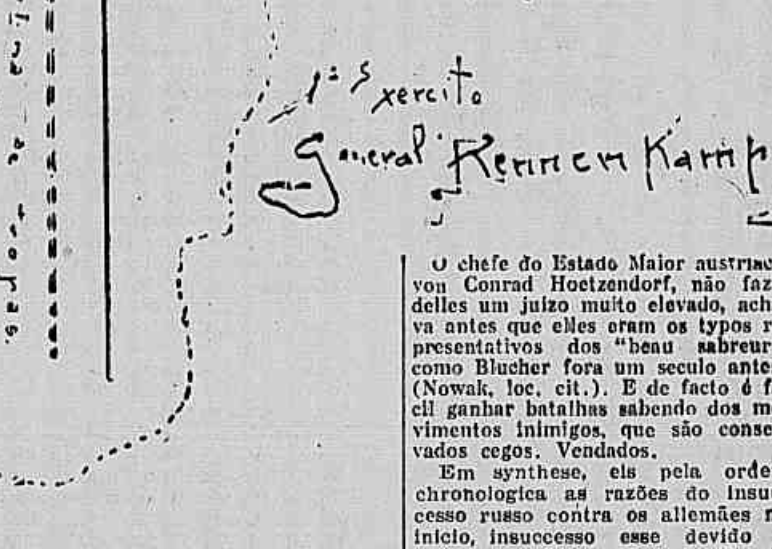 1º Exercito
General Rennenkamp
O chefe do Estado Maior austriac
von Conrad Hoetzendorf, não faz
delles um juizo muito elevado, ach
va antes que elles eram os typos r
presentativos dos "beau sabreur
como Blucher fora um seculo ante
(Nowak, loc. cit.). E de facto é f
cil ganhar batalhas sabendo dos m
vimentos inimigos, que são conse
vados cegos. Vendados.
Em synthese, eis pela orde
chronologica as razões do insu
cesso russo contra os allemães n
inicio, insuccesso esse devido